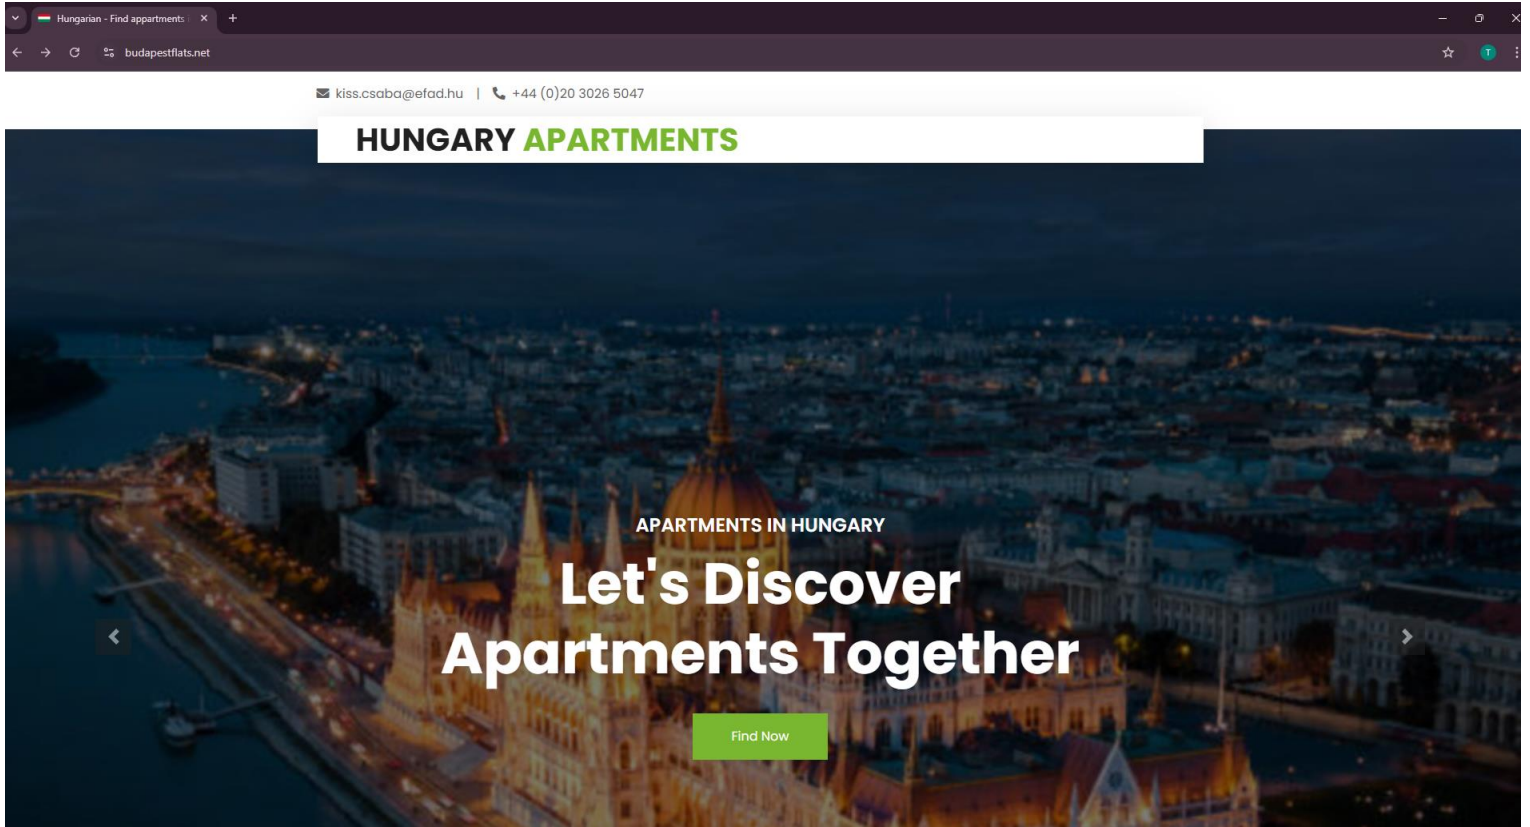 Hungarian - Find appartments i
budapestflats.net
T
kiss.csaba@efad.hu | +44 (0)20 3026 5047
HUNGARY APARTMENTS
APARTMENTS IN HUNGARY
Let's Discover
Apartments Together
Find Now